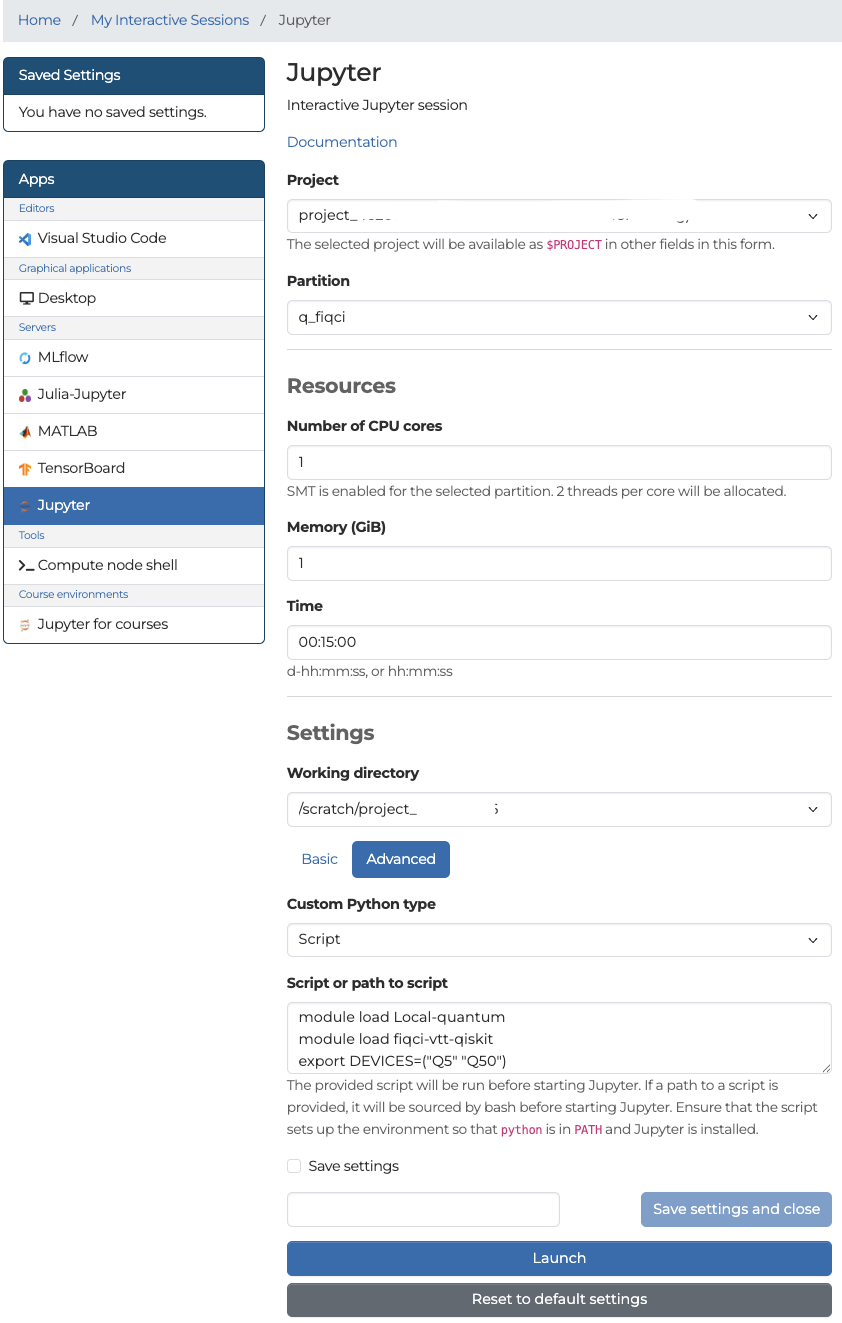 Home / My Interactive Sessions / Jupyter
Saved Settings
You have no saved settings.
Apps
Editors
Visual Studio Code
Graphical applications
Desktop
Servers
MLflow
Julia-Jupyter
MATLAB
TensorBoard
Jupyter
Tools
Compute node shell
Course environments
Jupyter for courses
Jupyter
Interactive Jupyter session
Documentation
Project
project_
The selected project will be available as $PROJECT in other fields in this form.
Partition
q_fiqci
Resources
Number of CPU cores
1
SMT is enabled for the selected partition. 2 threads per core will be allocated.
Memory (GiB)
1
Time
00:15:00
d-hh:mm:ss, or hh:mm:ss
Settings
Working directory
/scratch/project_
Basic Advanced
Custom Python type
Script
Script or path to script
module load Local-quantum
module load fiqci-vtt-qiskit
export DEVICES=("Q5" "Q50")
The provided script will be run before starting Jupyter. If a path to a script is
provided, it will be sourced by bash before starting Jupyter. Ensure that the script
sets up the environment so that python is in PATH and Jupyter is installed.
Save settings
Save settings and close
Launch
Reset to default settings